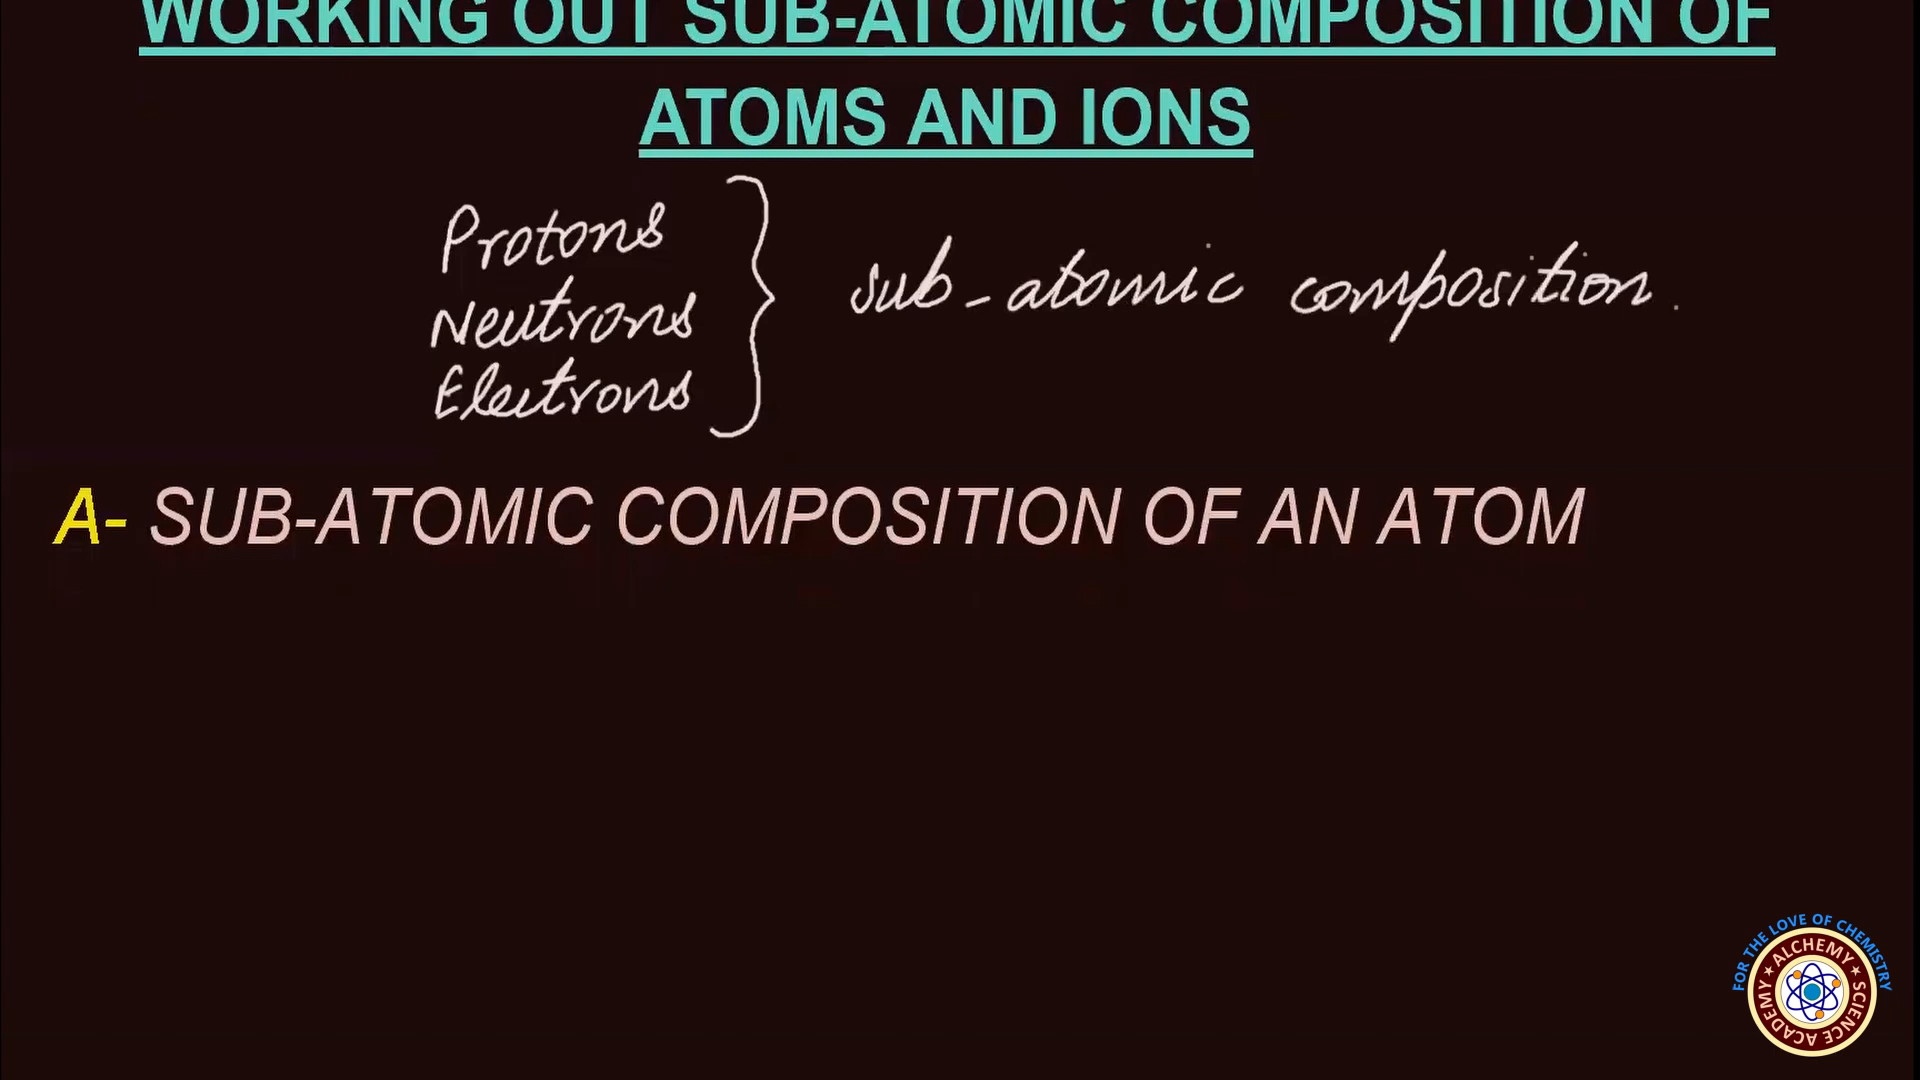 WORKING OUT SUB-ATOMIC COMPOSITION OF
ATOMS AND IONS
Protons
Neutrons
Electrons
sub-atomic composition.
A- SUB-ATOMIC COMPOSITION OF AN ATOM
FOR THE LOVE OF CHEMISTRY
ALCHEMY
SCIENCE ACADEMY